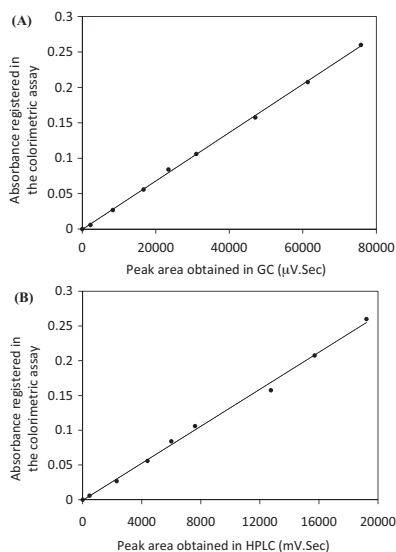 (A)
0.3
0.25
0.2
0.15
0.1
0.05
0
Absorbance registered in
the colorimetric assay
0 20000 40000 60000 80000
Peak area obtained in GC (µV.Sec)
(B)
0.3
0.25
0.2
0.15
0.1
0.05
0
Absorbance registered in
the colorimetric assay
0 4000 8000 12000 16000 20000
Peak area obtained in HPLC (mV.Sec)